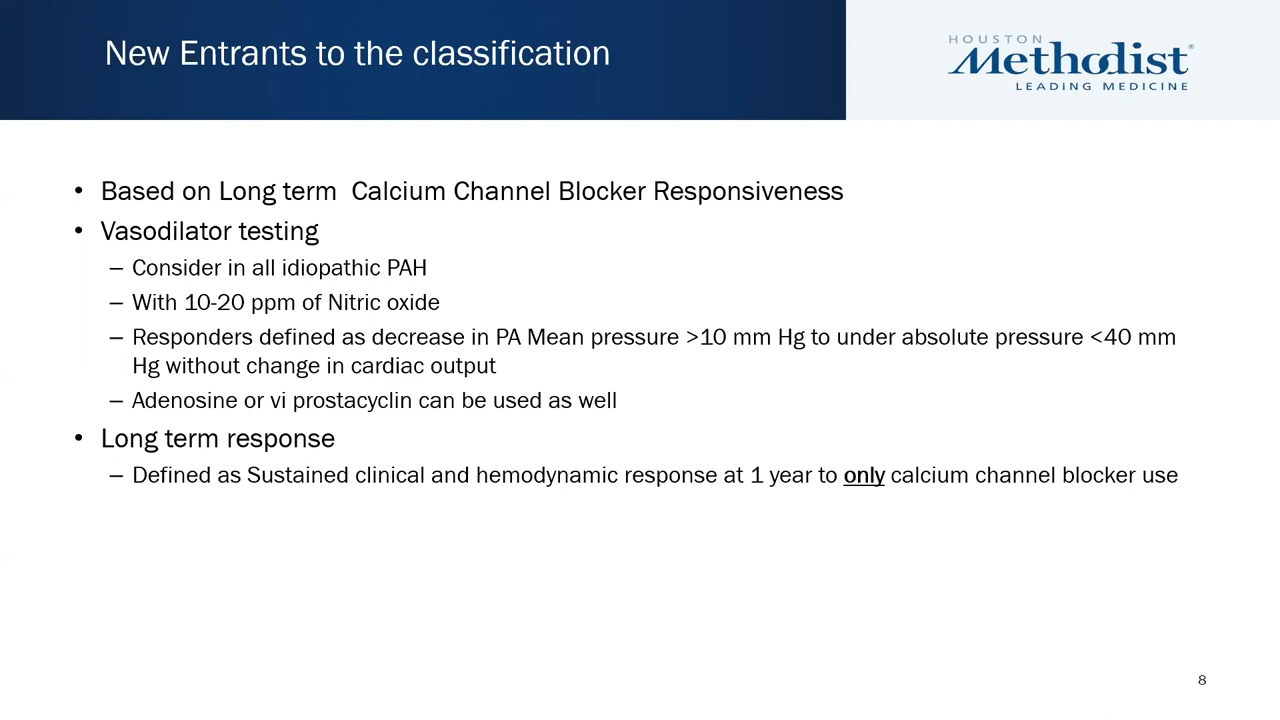 New Entrants to the classification
HOUSTON
Methodist®
LEADING MEDICINE
• Based on Long term  Calcium Channel Blocker Responsiveness
• Vasodilator testing
– Consider in all idiopathic PAH
– With 10-20 ppm of Nitric oxide
– Responders defined as decrease in PA Mean pressure >10 mm Hg to under absolute pressure <40 mm
Hg without change in cardiac output
– Adenosine or vi prostacyclin can be used as well
• Long term response
– Defined as Sustained clinical and hemodynamic response at 1 year to only calcium channel blocker use
8